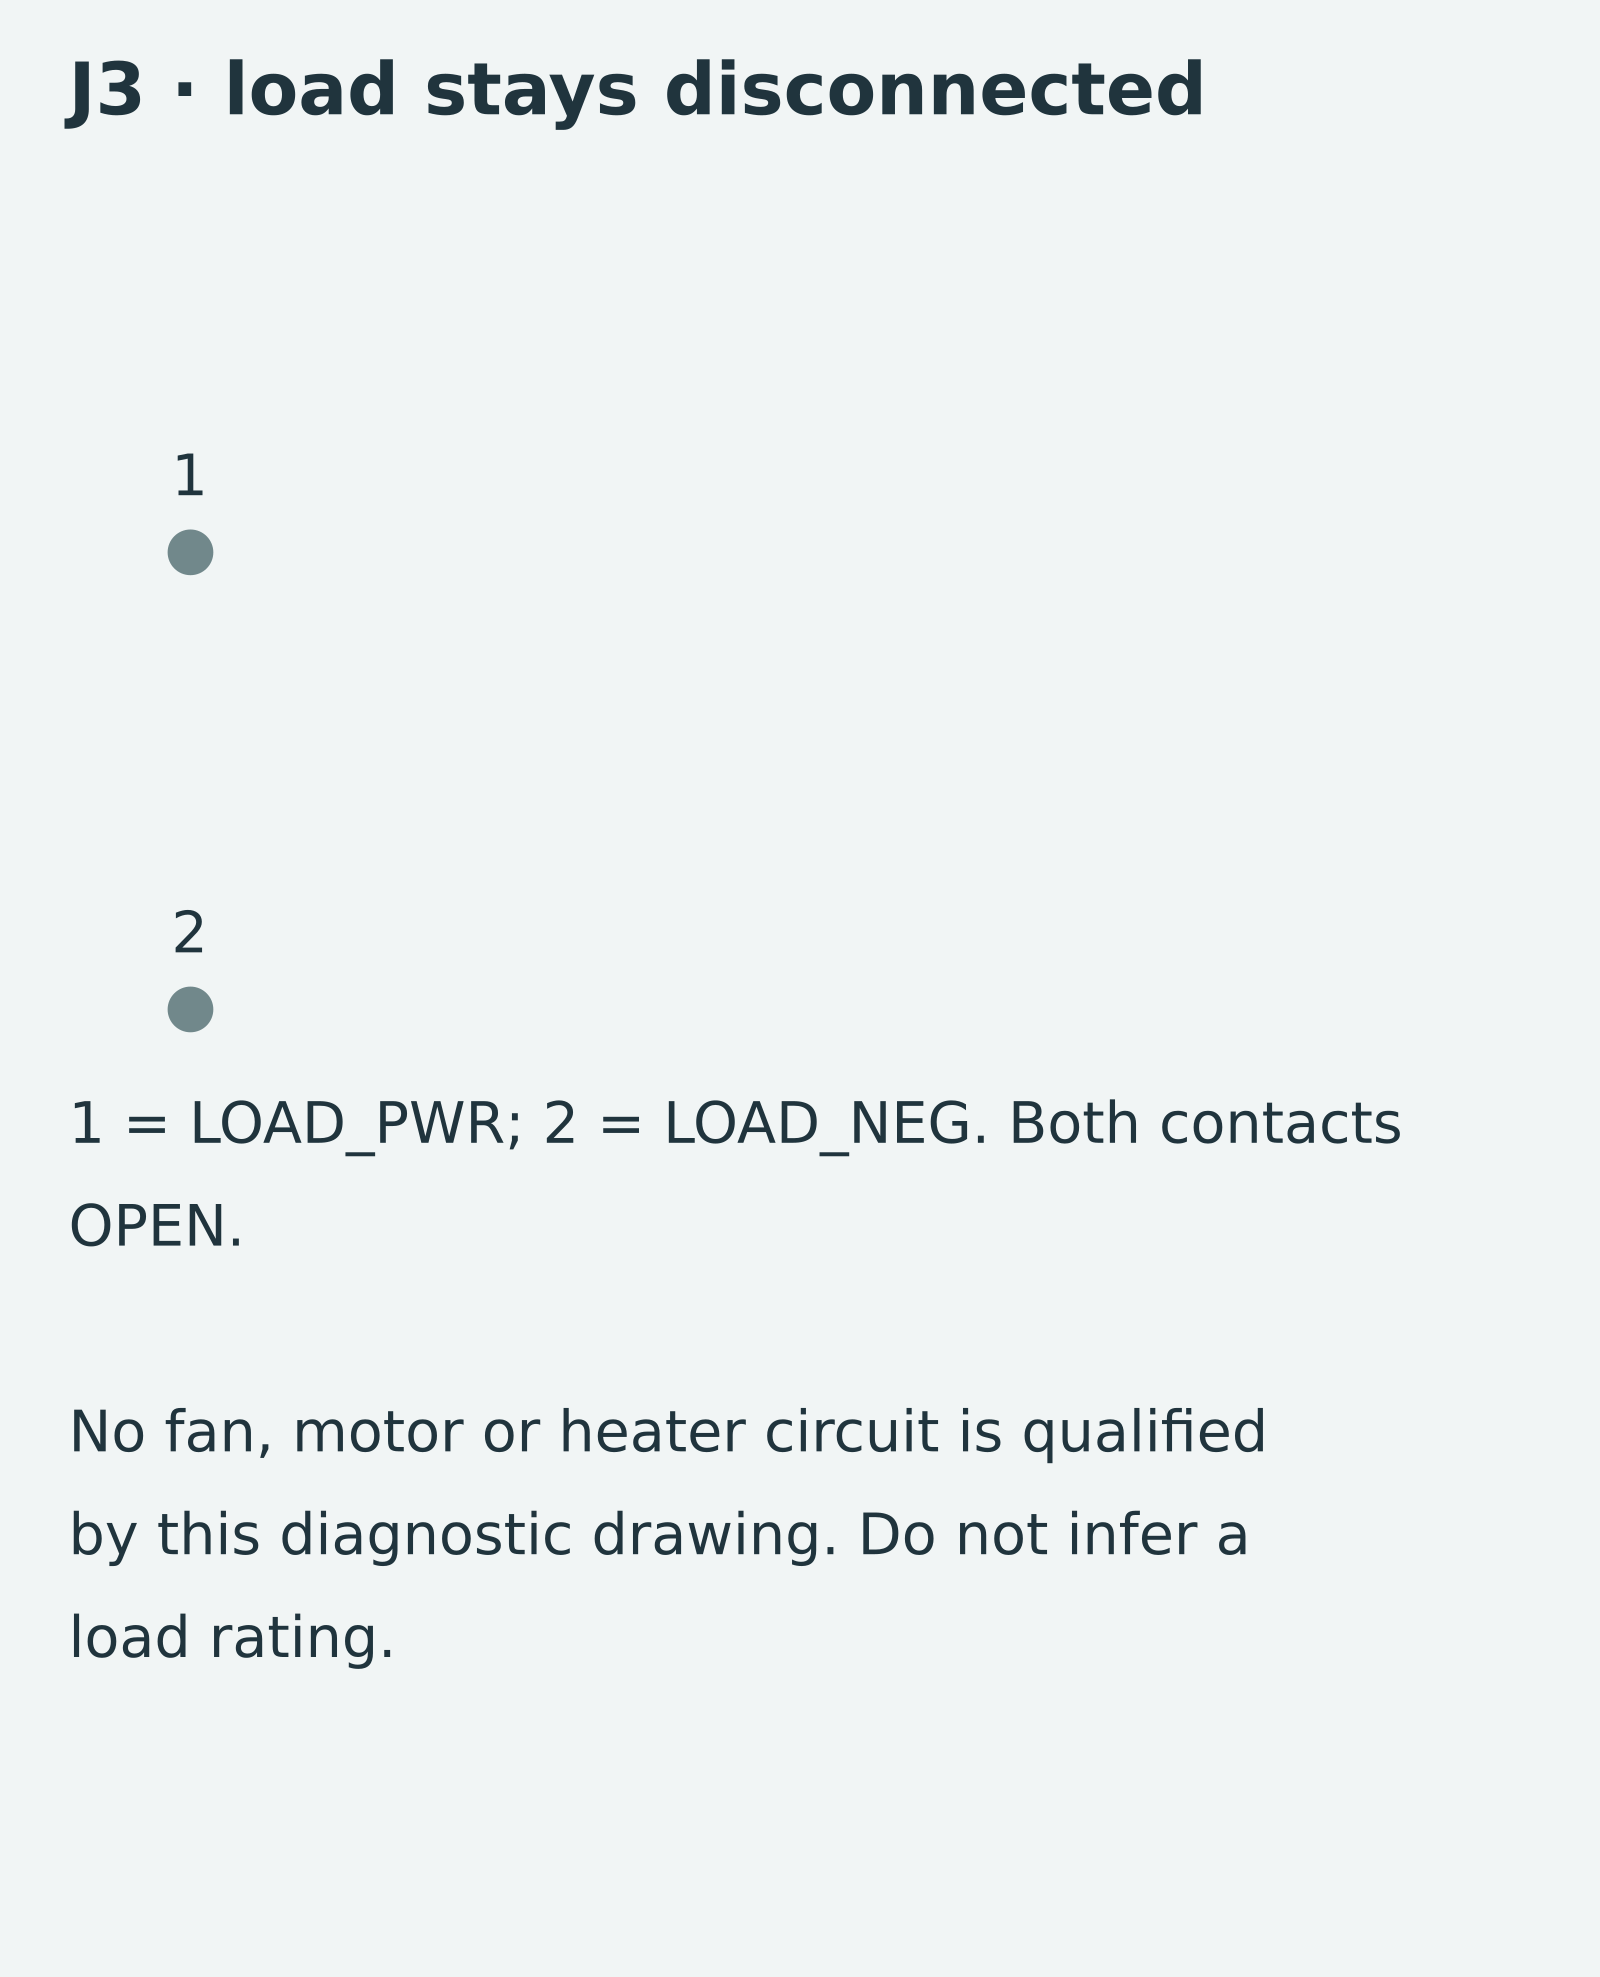 J3 · load stays disconnected
1
2
1 = LOAD_PWR; 2 = LOAD_NEG. Both contacts
OPEN.
No fan, motor or heater circuit is qualified
by this diagnostic drawing. Do not infer a
load rating.